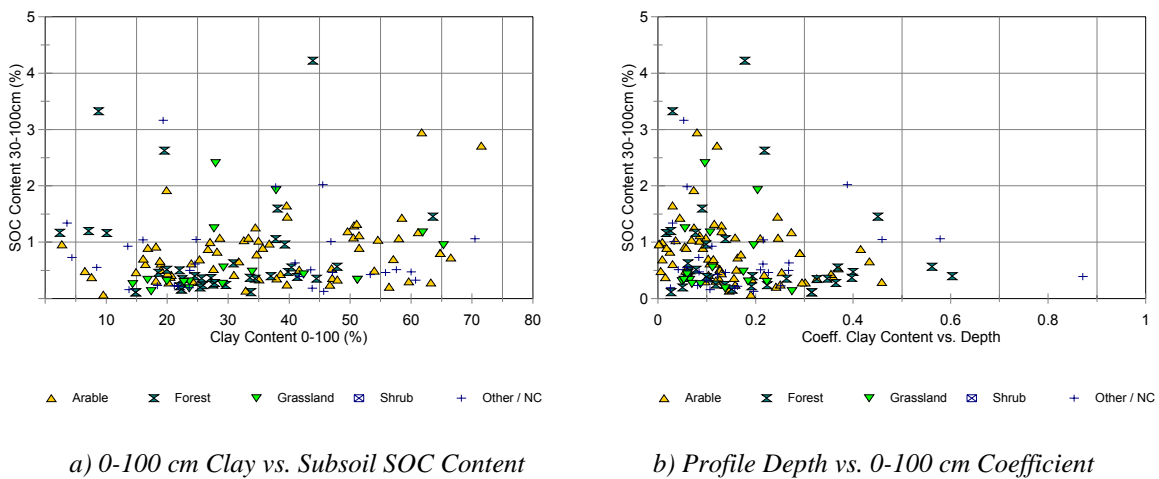 5
4
3
2
1
SOC Content 30-100cm (%)
10 20 30 40 50 60 70 80
Clay Content 0-100 (%)
Arable Forest Grassland Shrub Other / NC
5
4
3
2
1
0
SOC Content 30-100cm (%)
0 0.2 0.4 0.6 0.8 1
Coeff. Clay Content vs. Depth
Arable Forest Grassland Shrub Other / NC
a) 0-100 cm Clay vs. Subsoil SOC Content
b) Profile Depth vs. 0-100 cm Coefficient